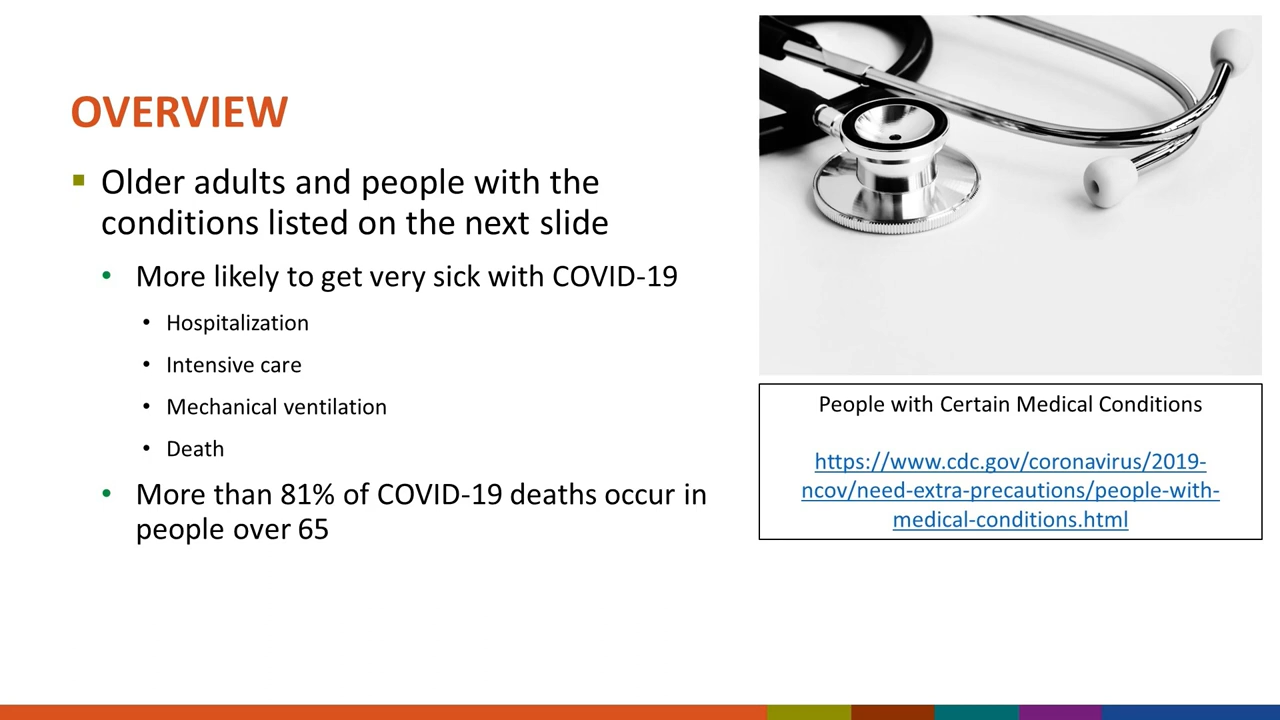 OVERVIEW
▪ Older adults and people with the
conditions listed on the next slide
• More likely to get very sick with COVID-19
• Hospitalization
• Intensive care
• Mechanical ventilation
• Death
• More than 81% of COVID-19 deaths occur in
people over 65
People with Certain Medical Conditions
https://www.cdc.gov/coronavirus/2019-
ncov/need-extra-precautions/people-with-
medical-conditions.html